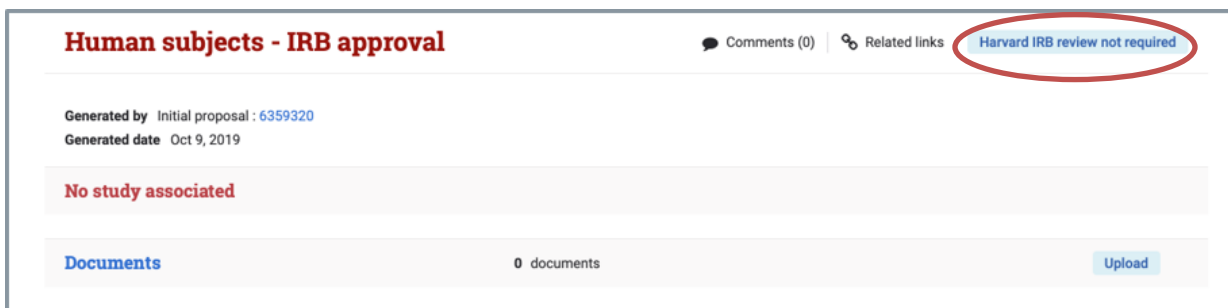 Human subjects - IRB approval Comments (0) Related links Harvard IRB review not required
Generated by Initial proposal : 6359320
Generated date Oct 9, 2019
No study associated
Documents 0 documents Upload